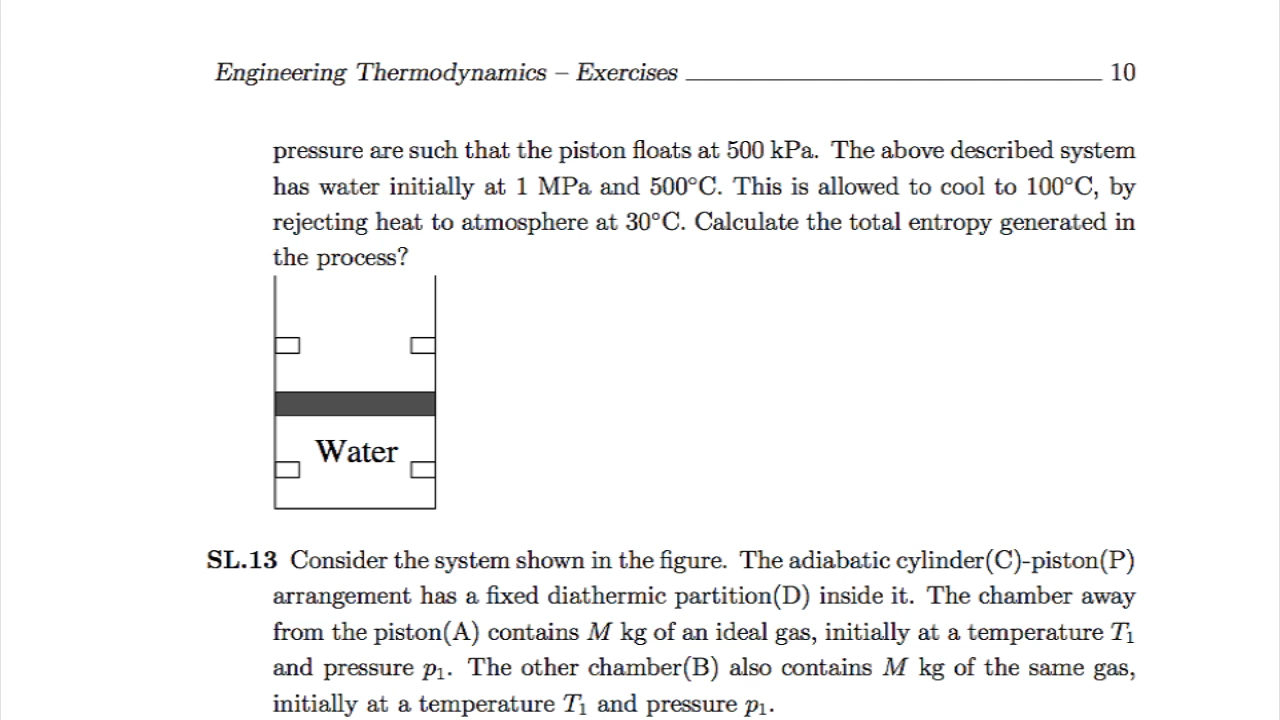 Engineering Thermodynamics – Exercises 10
pressure are such that the piston floats at 500 kPa. The above described system
has water initially at 1 MPa and 500°C. This is allowed to cool to 100°C, by
rejecting heat to atmosphere at 30°C. Calculate the total entropy generated in
the process?
Water
SL.13 Consider the system shown in the figure. The adiabatic cylinder(C)-piston(P)
arrangement has a fixed diathermic partition(D) inside it. The chamber away
from the piston(A) contains M kg of an ideal gas, initially at a temperature T₁
and pressure p₁. The other chamber(B) also contains M kg of the same gas,
initially at a temperature T₁ and pressure p₁.